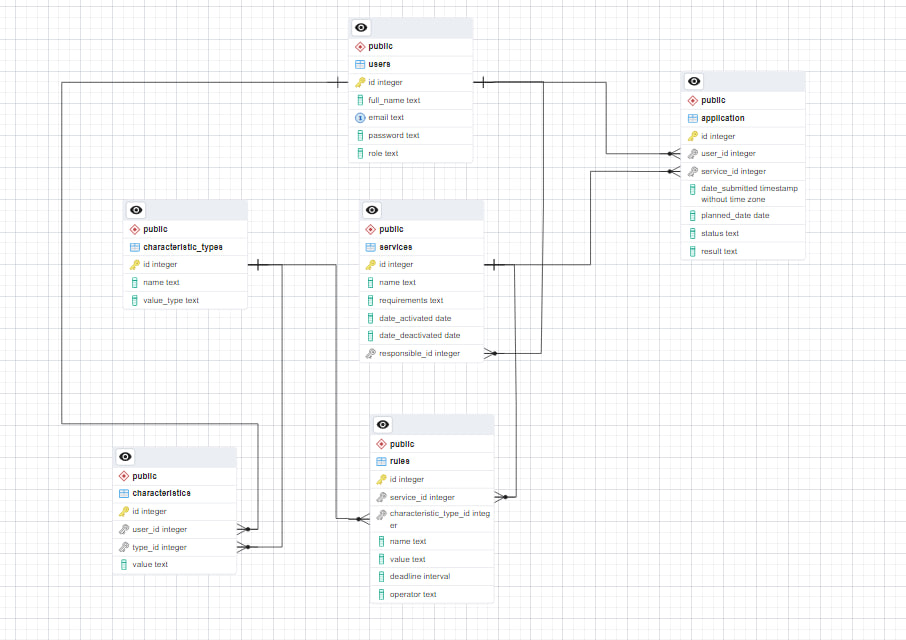 public
users
id integer
full_name text
1 email text
password text
role text
public
application
id integer
user_id integer
service_id integer
date_submitted timestamp
without time zone
planned_date date
status text
result text
public
characteristic_types
id integer
name text
value_type text
public
services
id integer
name text
requirements text
date_activated date
date_deactivated date
responsible_id integer
public
characteristics
id integer
user_id integer
type_id integer
value text
public
rules
id integer
service_id integer
characteristic_type_id integ
er
name text
value text
deadline interval
operator text